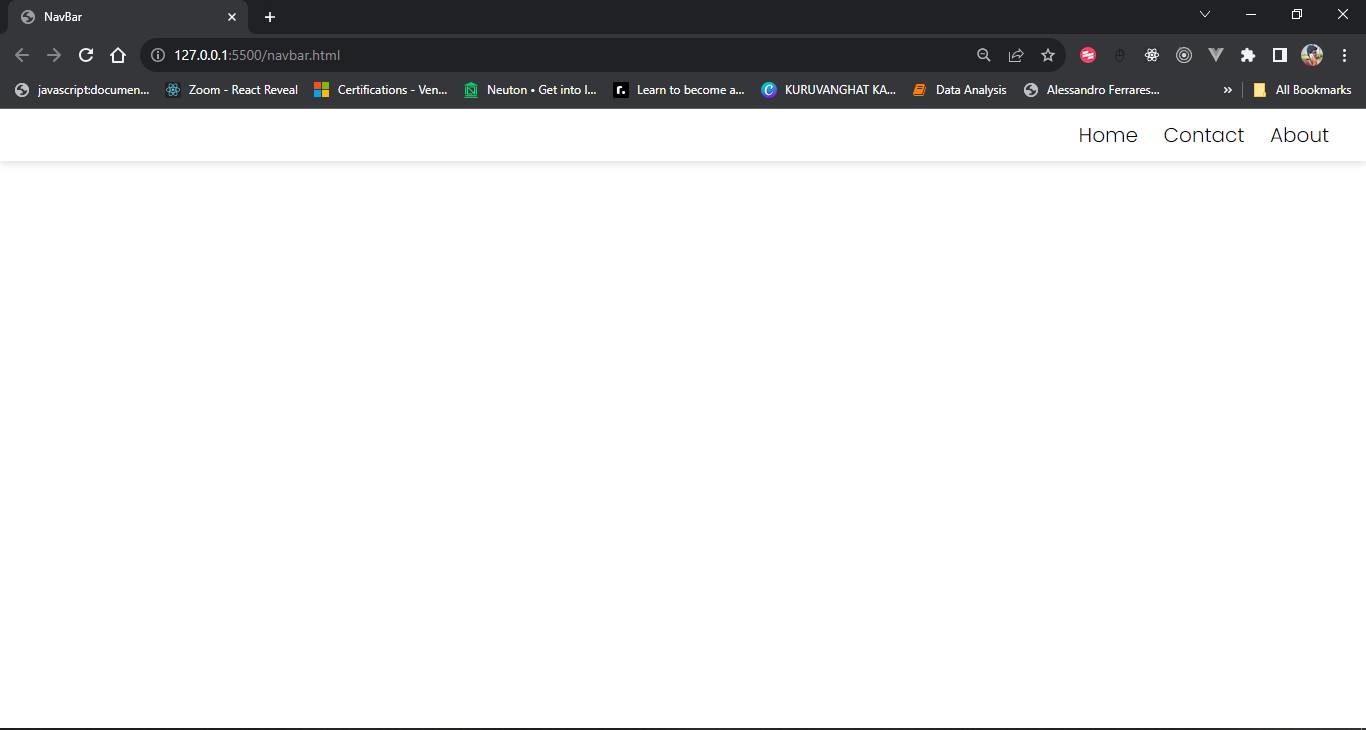 NavBar
127.0.0.1:5500/navbar.html
javascript:documen... Zoom - React Reveal Certifications - Ven... Neuton • Get into I... Learn to become a... KURUVANGHAT KA... Data Analysis Alessandro Ferrares... » All Bookmarks
Home Contact About